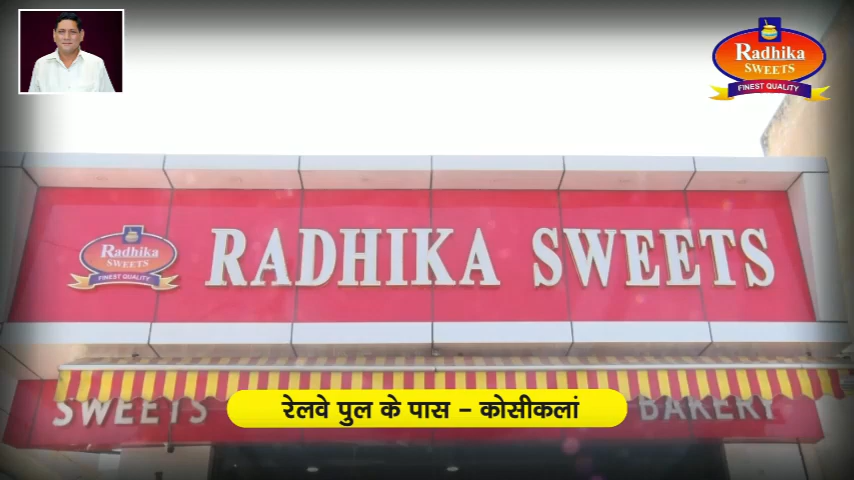 Radhika
SWEETS
FINEST QUALITY
Radhika
SWEETS
FINEST QUALITY
RADHIKA SWEETS
SWEETS
BAKERY
रेलवे पुल के पास - कोसीकलां